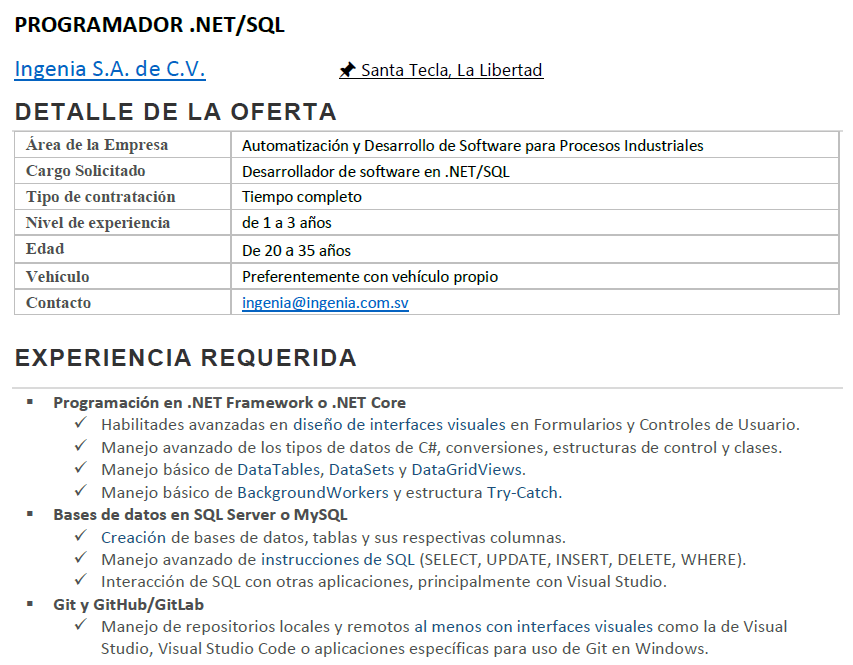 PROGRAMADOR .NET/SQL
Ingenia S.A. de C.V. Santa Tecla, La Libertad
DETALLE DE LA OFERTA
Área de la Empresa Automatización y Desarrollo de Software para Procesos Industriales
Cargo Solicitado Desarrollador de software en .NET/SQL
Tipo de contratación Tiempo completo
Nivel de experiencia de 1 a 3 años
Edad De 20 a 35 años
Vehículo Preferentemente con vehículo propio
Contacto ingenia@ingenia.com.sv
EXPERIENCIA REQUERIDA
▪ Programación en .NET Framework o .NET Core
✓ Habilidades avanzadas en diseño de interfaces visuales en Formularios y Controles de Usuario.
✓ Manejo avanzado de los tipos de datos de C#, conversiones, estructuras de control y clases.
✓ Manejo básico de DataTables, DataSets y DataGridViews.
✓ Manejo básico de BackgroundWorkers y estructura Try-Catch.
▪ Bases de datos en SQL Server o MySQL
✓ Creación de bases de datos, tablas y sus respectivas columnas.
✓ Manejo avanzado de instrucciones de SQL (SELECT, UPDATE, INSERT, DELETE, WHERE).
✓ Interacción de SQL con otras aplicaciones, principalmente con Visual Studio.
▪ Git y GitHub/GitLab
✓ Manejo de repositorios locales y remotos al menos con interfaces visuales como la de Visual
Studio, Visual Studio Code o aplicaciones específicas para uso de Git en Windows.